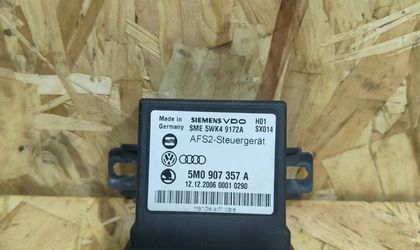 Made in SIEMENS VDO H01
Germany SME 5WK4 9172A SX014
AFS2-Steuergerät
5M0 907 357 A
12.12.2006 0001 0290
Handle with care